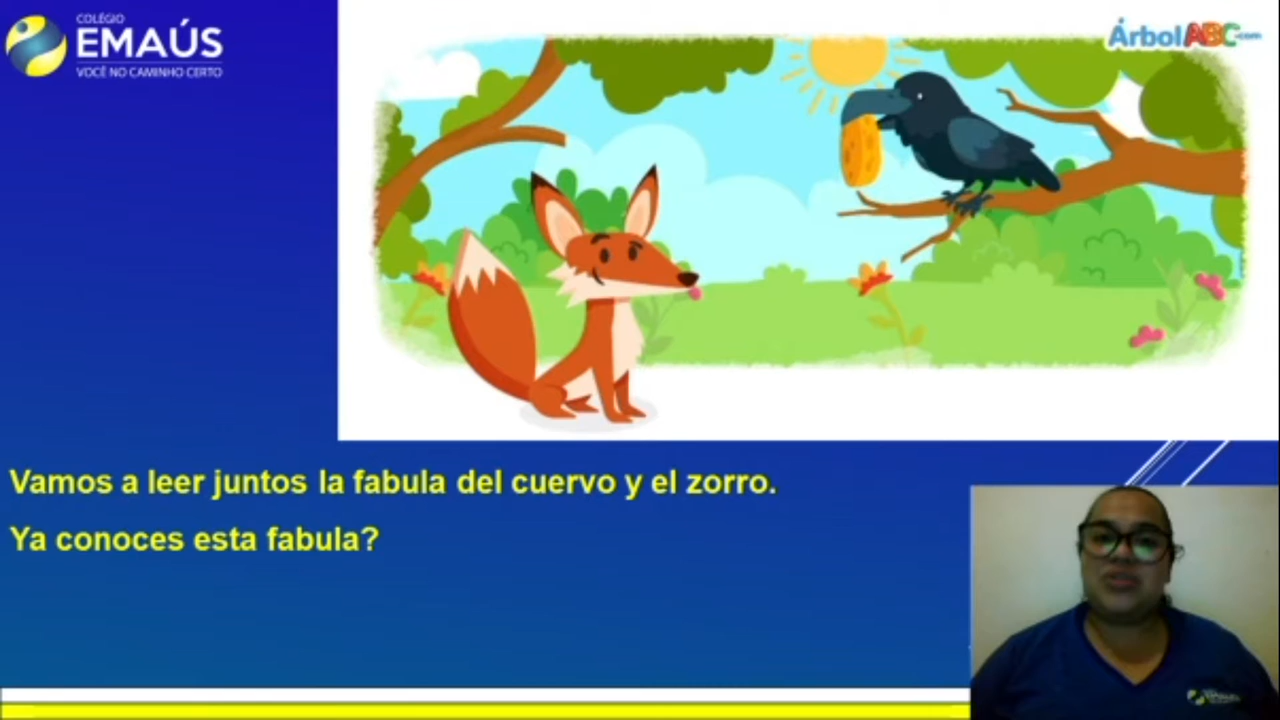 COLÉGIO
EMAÚS
VOCÊ NO CAMINHO CERTO
ÁrbolABC.com
Vamos a leer juntos la fabula del cuervo y el zorro.
Ya conoces esta fabula?
EMAÚS